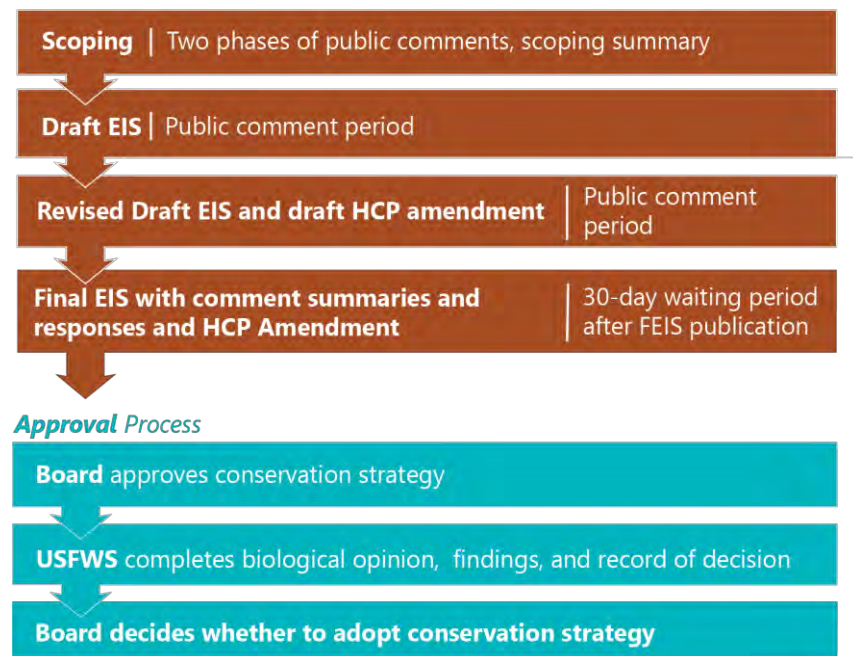 Scoping | Two phases of public comments, scoping summary
Draft EIS | Public comment period
Revised Draft EIS and draft HCP amendment | Public comment
period
Final EIS with comment summaries and
responses and HCP Amendment
30-day waiting period
after FEIS publication
Approval Process
Board approves conservation strategy
USFWS completes biological opinion, findings, and record of decision
Board decides whether to adopt conservation strategy